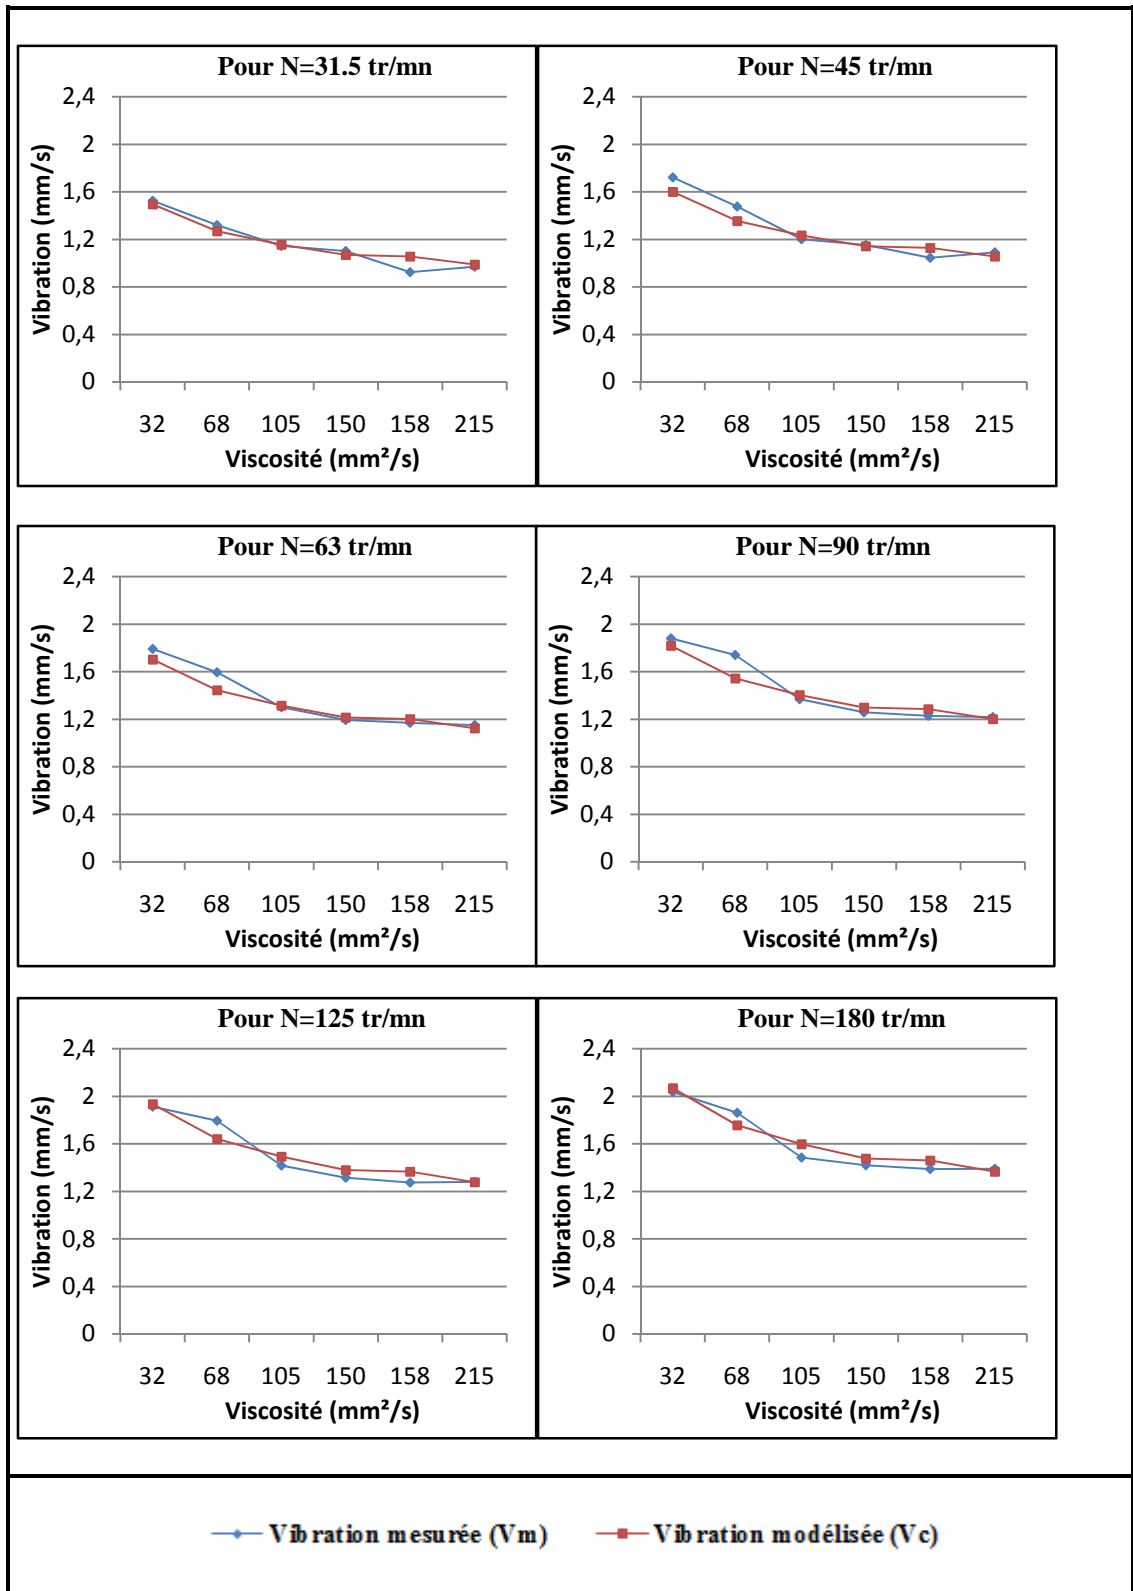 Pour N=31.5 tr/mn
2,4
2
1,6
1,2
0,8
0,4
0
Vibration (mm/s)
32 68 105 150 158 215
Viscosité (mm²/s)
Pour N=45 tr/mn
2,4
2
1,6
1,2
0,8
0,4
0
Vibration (mm/s)
32 68 105 150 158 215
Viscosité (mm²/s)
Pour N=63 tr/mn
2,4
2
1,6
1,2
0,8
0,4
0
Vibration (mm/s)
32 68 105 150 158 215
Viscosité (mm²/s)
Pour N=90 tr/mn
2,4
2
1,6
1,2
0,8
0,4
0
Vibration (mm/s)
32 68 105 150 158 215
Viscosité (mm²/s)
Pour N=125 tr/mn
2,4
2
1,6
1,2
0,8
0,4
0
Vibration (mm/s)
32 68 105 150 158 215
Viscosité (mm²/s)
Pour N=180 tr/mn
2,4
2
1,6
1,2
0,8
0,4
0
Vibration (mm/s)
32 68 105 150 158 215
Viscosité (mm²/s)
Vibration mesurée (Vm) Vibration modélisée (Vc)